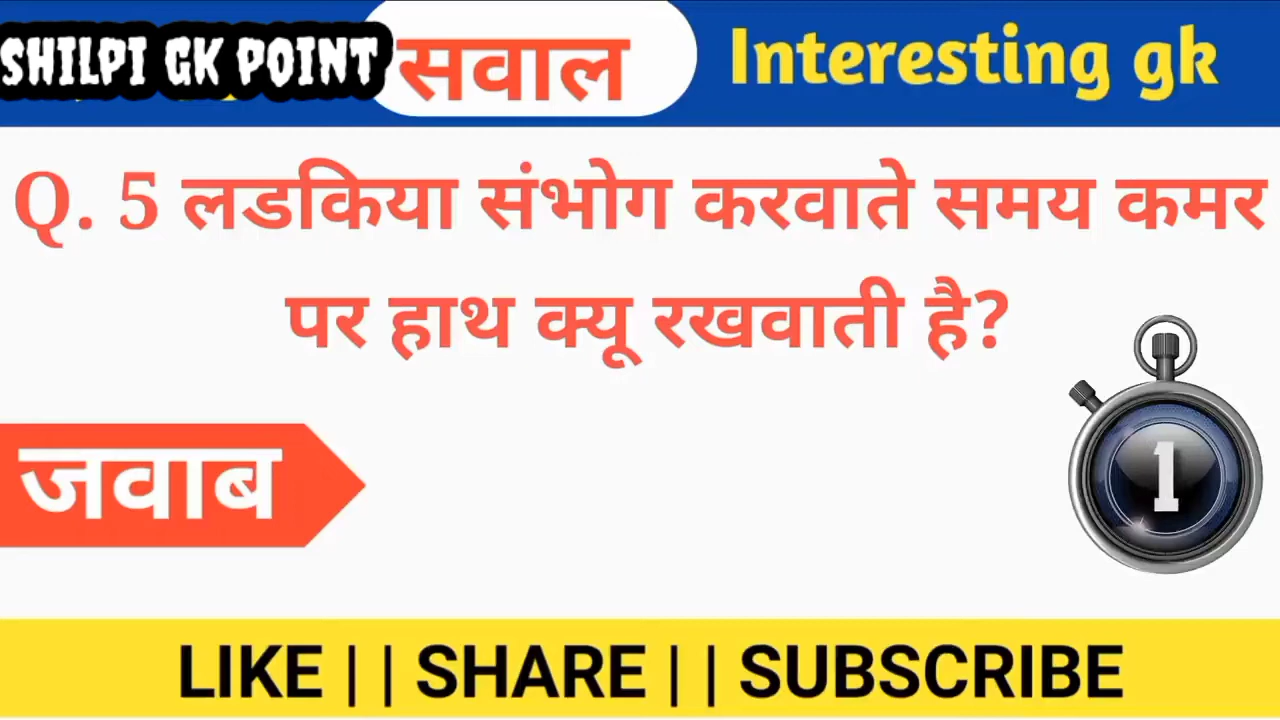 SHILPI GK POINT
सवाल
Interesting gk
Q. 5 लडकिया संभोग करवाते समय कमर
पर हाथ क्यू रखवाती है?
जवाब
1
LIKE | | SHARE | | SUBSCRIBE